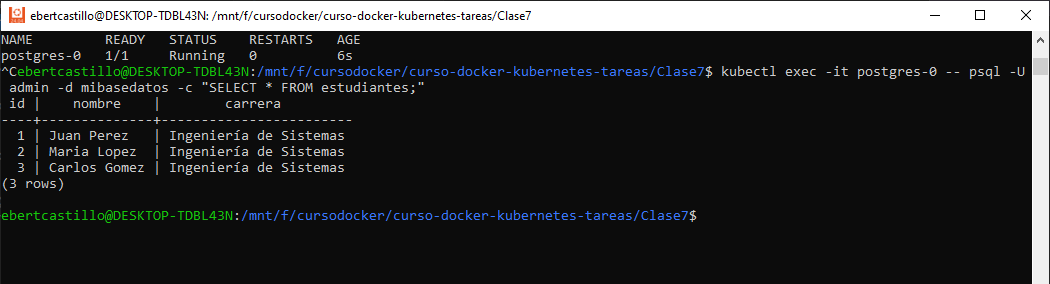 ebertcastillo@DESKTOP-TDBL43N: /mnt/f/cursodocker/curso-docker-kubernetes-tareas/Clase7
NAME         READY   STATUS    RESTARTS   AGE
postgres-0   1/1     Running   0          6s
^Cebertcastillo@DESKTOP-TDBL43N:/mnt/f/cursodocker/curso-docker-kubernetes-tareas/Clase7$ kubectl exec -it postgres-0 -- psql -U
 admin -d mibasedatos -c "SELECT * FROM estudiantes;"
 id |    nombre    |        carrera
----+--------------+------------------------
  1 | Juan Perez   | Ingeniería de Sistemas
  2 | Maria Lopez  | Ingeniería de Sistemas
  3 | Carlos Gomez | Ingeniería de Sistemas
(3 rows)
ebertcastillo@DESKTOP-TDBL43N:/mnt/f/cursodocker/curso-docker-kubernetes-tareas/Clase7$